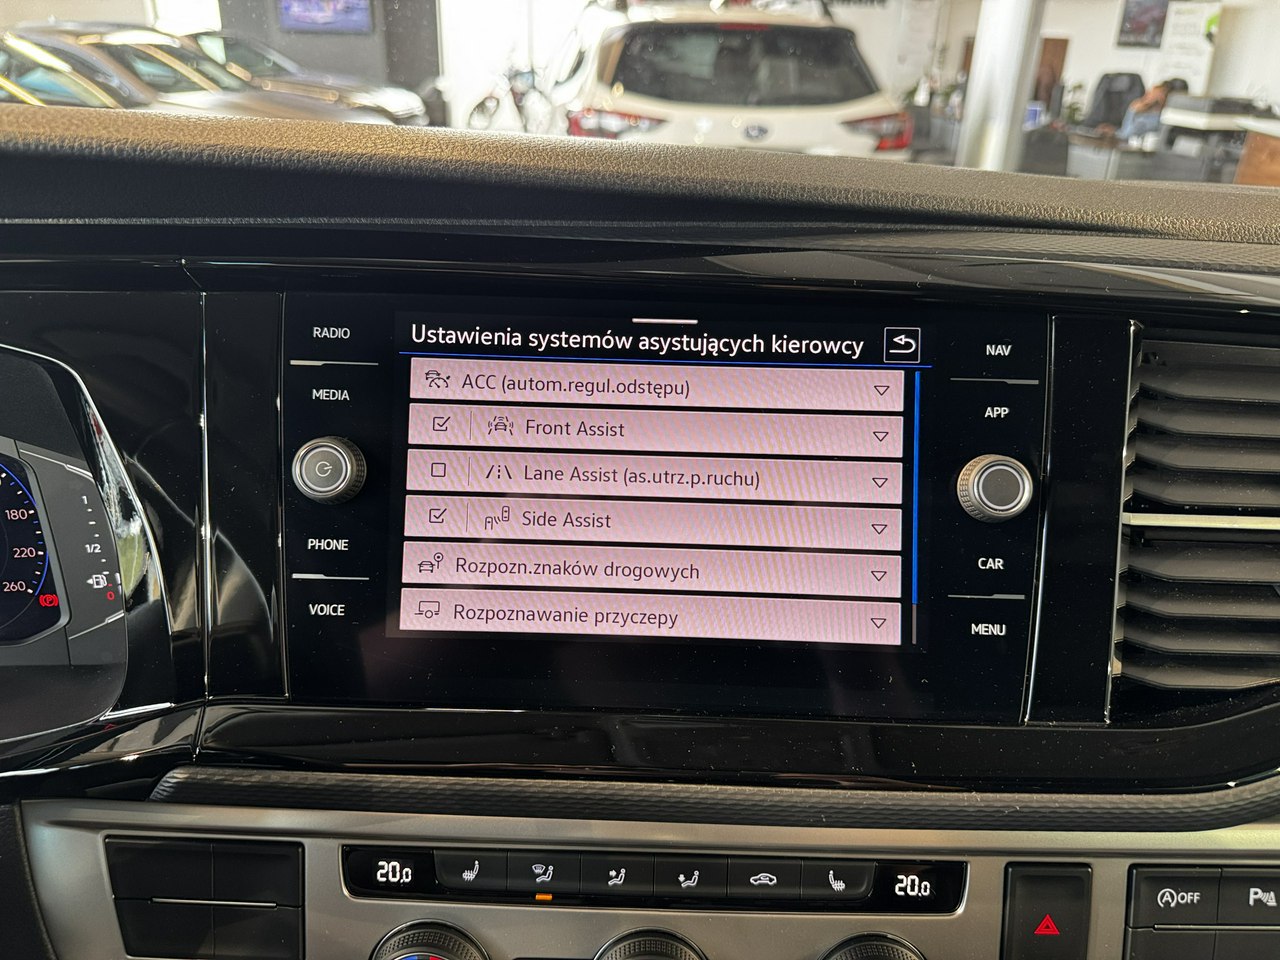 RADIO
MEDIA
PHONE
VOICE
Ustawienia systemów asystujących kierowcy
ACC (autom.regul.odstępu)
Front Assist
Lane Assist (as.utrz.p.ruchu)
Side Assist
Rozpozn.znaków drogowych
Rozpoznawanie przyczepy
NAV
APP
CAR
MENU
180
220
260
1
1/2
0
20,0
20,0
A OFF
P